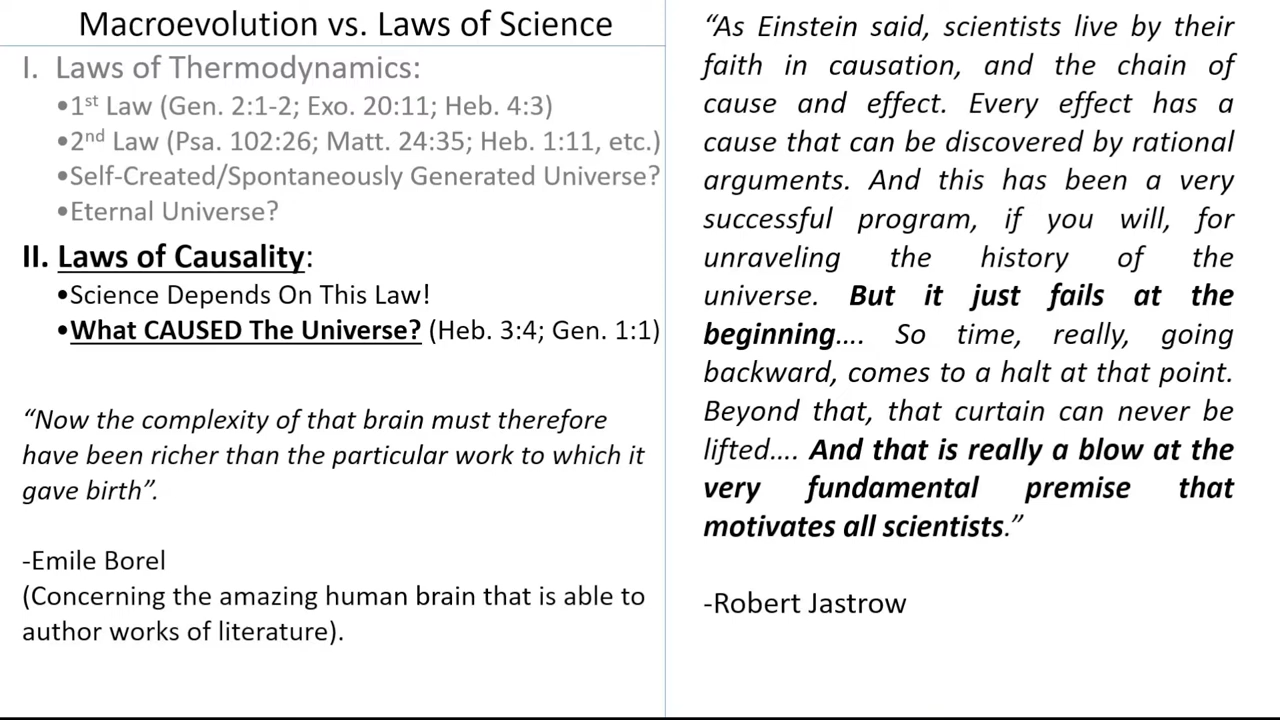 Macroevolution vs. Laws of Science
I. Laws of Thermodynamics:
•1st Law (Gen. 2:1-2; Exo. 20:11; Heb. 4:3)
•2nd Law (Psa. 102:26; Matt. 24:35; Heb. 1:11, etc.)
•Self-Created/Spontaneously Generated Universe?
•Eternal Universe?
II. Laws of Causality:
•Science Depends On This Law!
•What CAUSED The Universe? (Heb. 3:4; Gen. 1:1)
“Now the complexity of that brain must therefore
have been richer than the particular work to which it
gave birth”.
-Emile Borel
(Concerning the amazing human brain that is able to
author works of literature).
“As Einstein said, scientists live by their
faith in causation, and the chain of
cause and effect. Every effect has a
cause that can be discovered by rational
arguments. And this has been a very
successful program, if you will, for
unraveling the history of the
universe. But it just fails at the
beginning.... So time, really, going
backward, comes to a halt at that point.
Beyond that, that curtain can never be
lifted.... And that is really a blow at the
very fundamental premise that
motivates all scientists.”
-Robert Jastrow